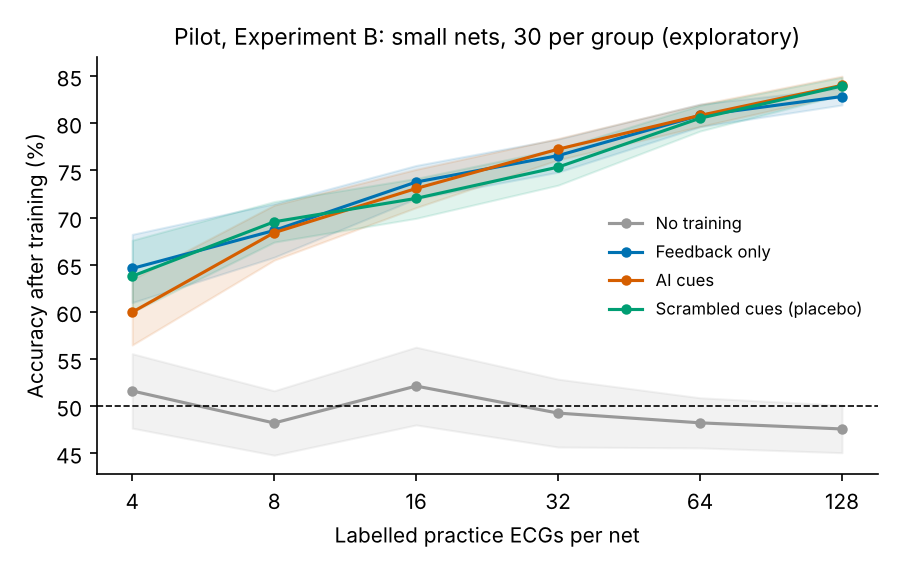 Pilot, Experiment B: small nets, 30 per group (exploratory)
Accuracy after training (%)
85
80
75
70
65
60
55
50
45
No training
Feedback only
AI cues
Scrambled cues (placebo)
4 8 16 32 64 128
Labelled practice ECGs per net